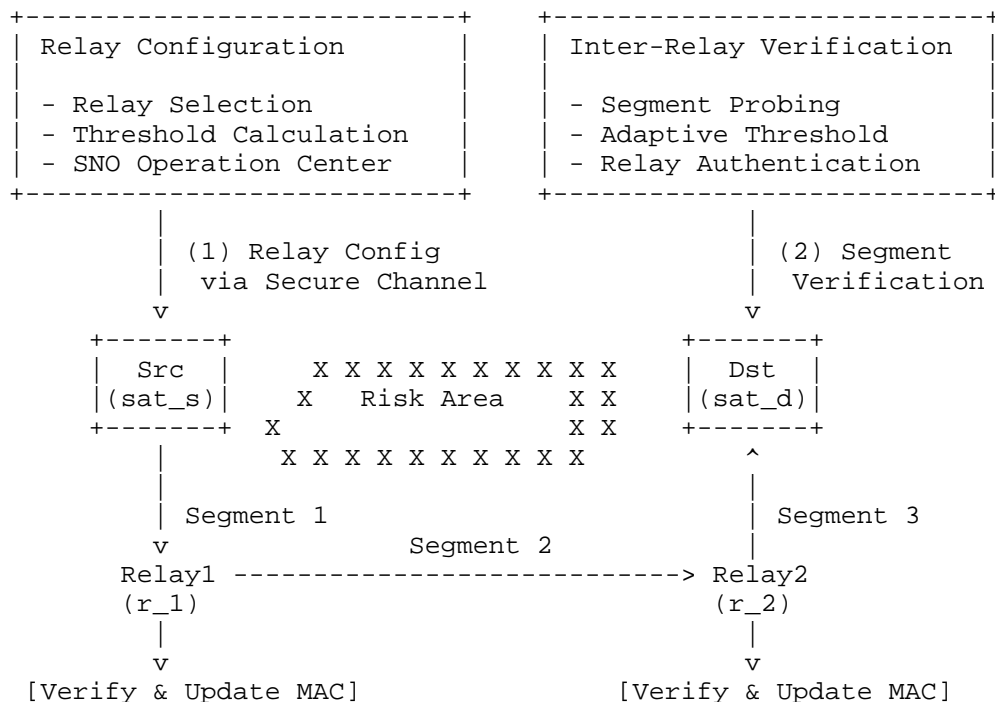 Relay Configuration
Inter-Relay Verification
- Relay Selection
- Segment Probing
- Threshold Calculation
- Adaptive Threshold
- SNO Operation Center
- Relay Authentication
(1) Relay Config
(2) Segment
via Secure Channel
Verification
v
v
Src
X X X X X X X X X X
Dst
(sat_s)
X Risk Area X X
(sat_d)
X X X
X X X X X X X X X X
^
Segment 1
Segment 3
v
Segment 2
Relay1 ------------------------------> Relay2
(r_1)
(r_2)
v
v
[Verify & Update MAC]
[Verify & Update MAC]